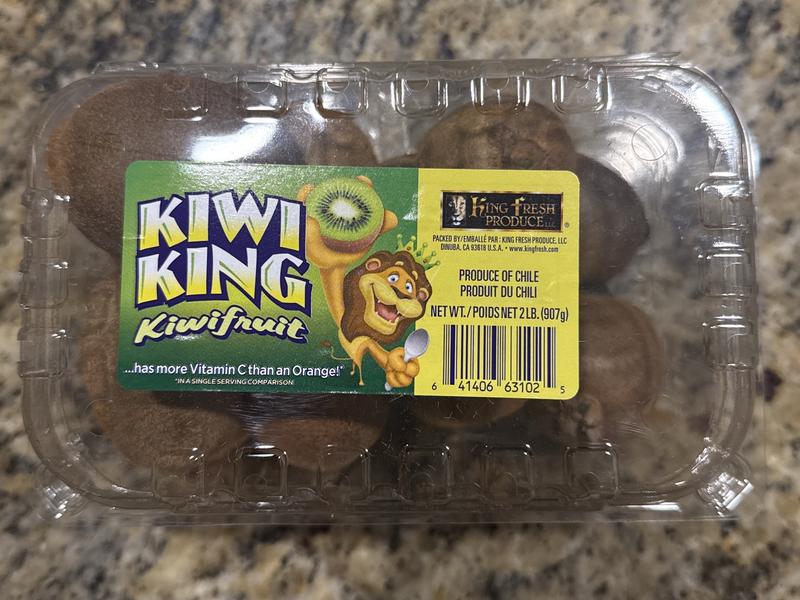 KIWI
KING
Kiwifruit
...has more Vitamin C than an Orange!*
*IN A SINGLE SERVING COMPARISON
KING FRESH
PRODUCE LLC
®
PACKED BY/EMBALLÉ PAR: KING FRESH PRODUCE, LLC
DINUBA, CA 93618 U.S.A. • www.kingfresh.com
PRODUCE OF CHILE
PRODUIT DU CHILI
NET WT./POIDS NET 2 LB. (907g)
6 41406 63102 5